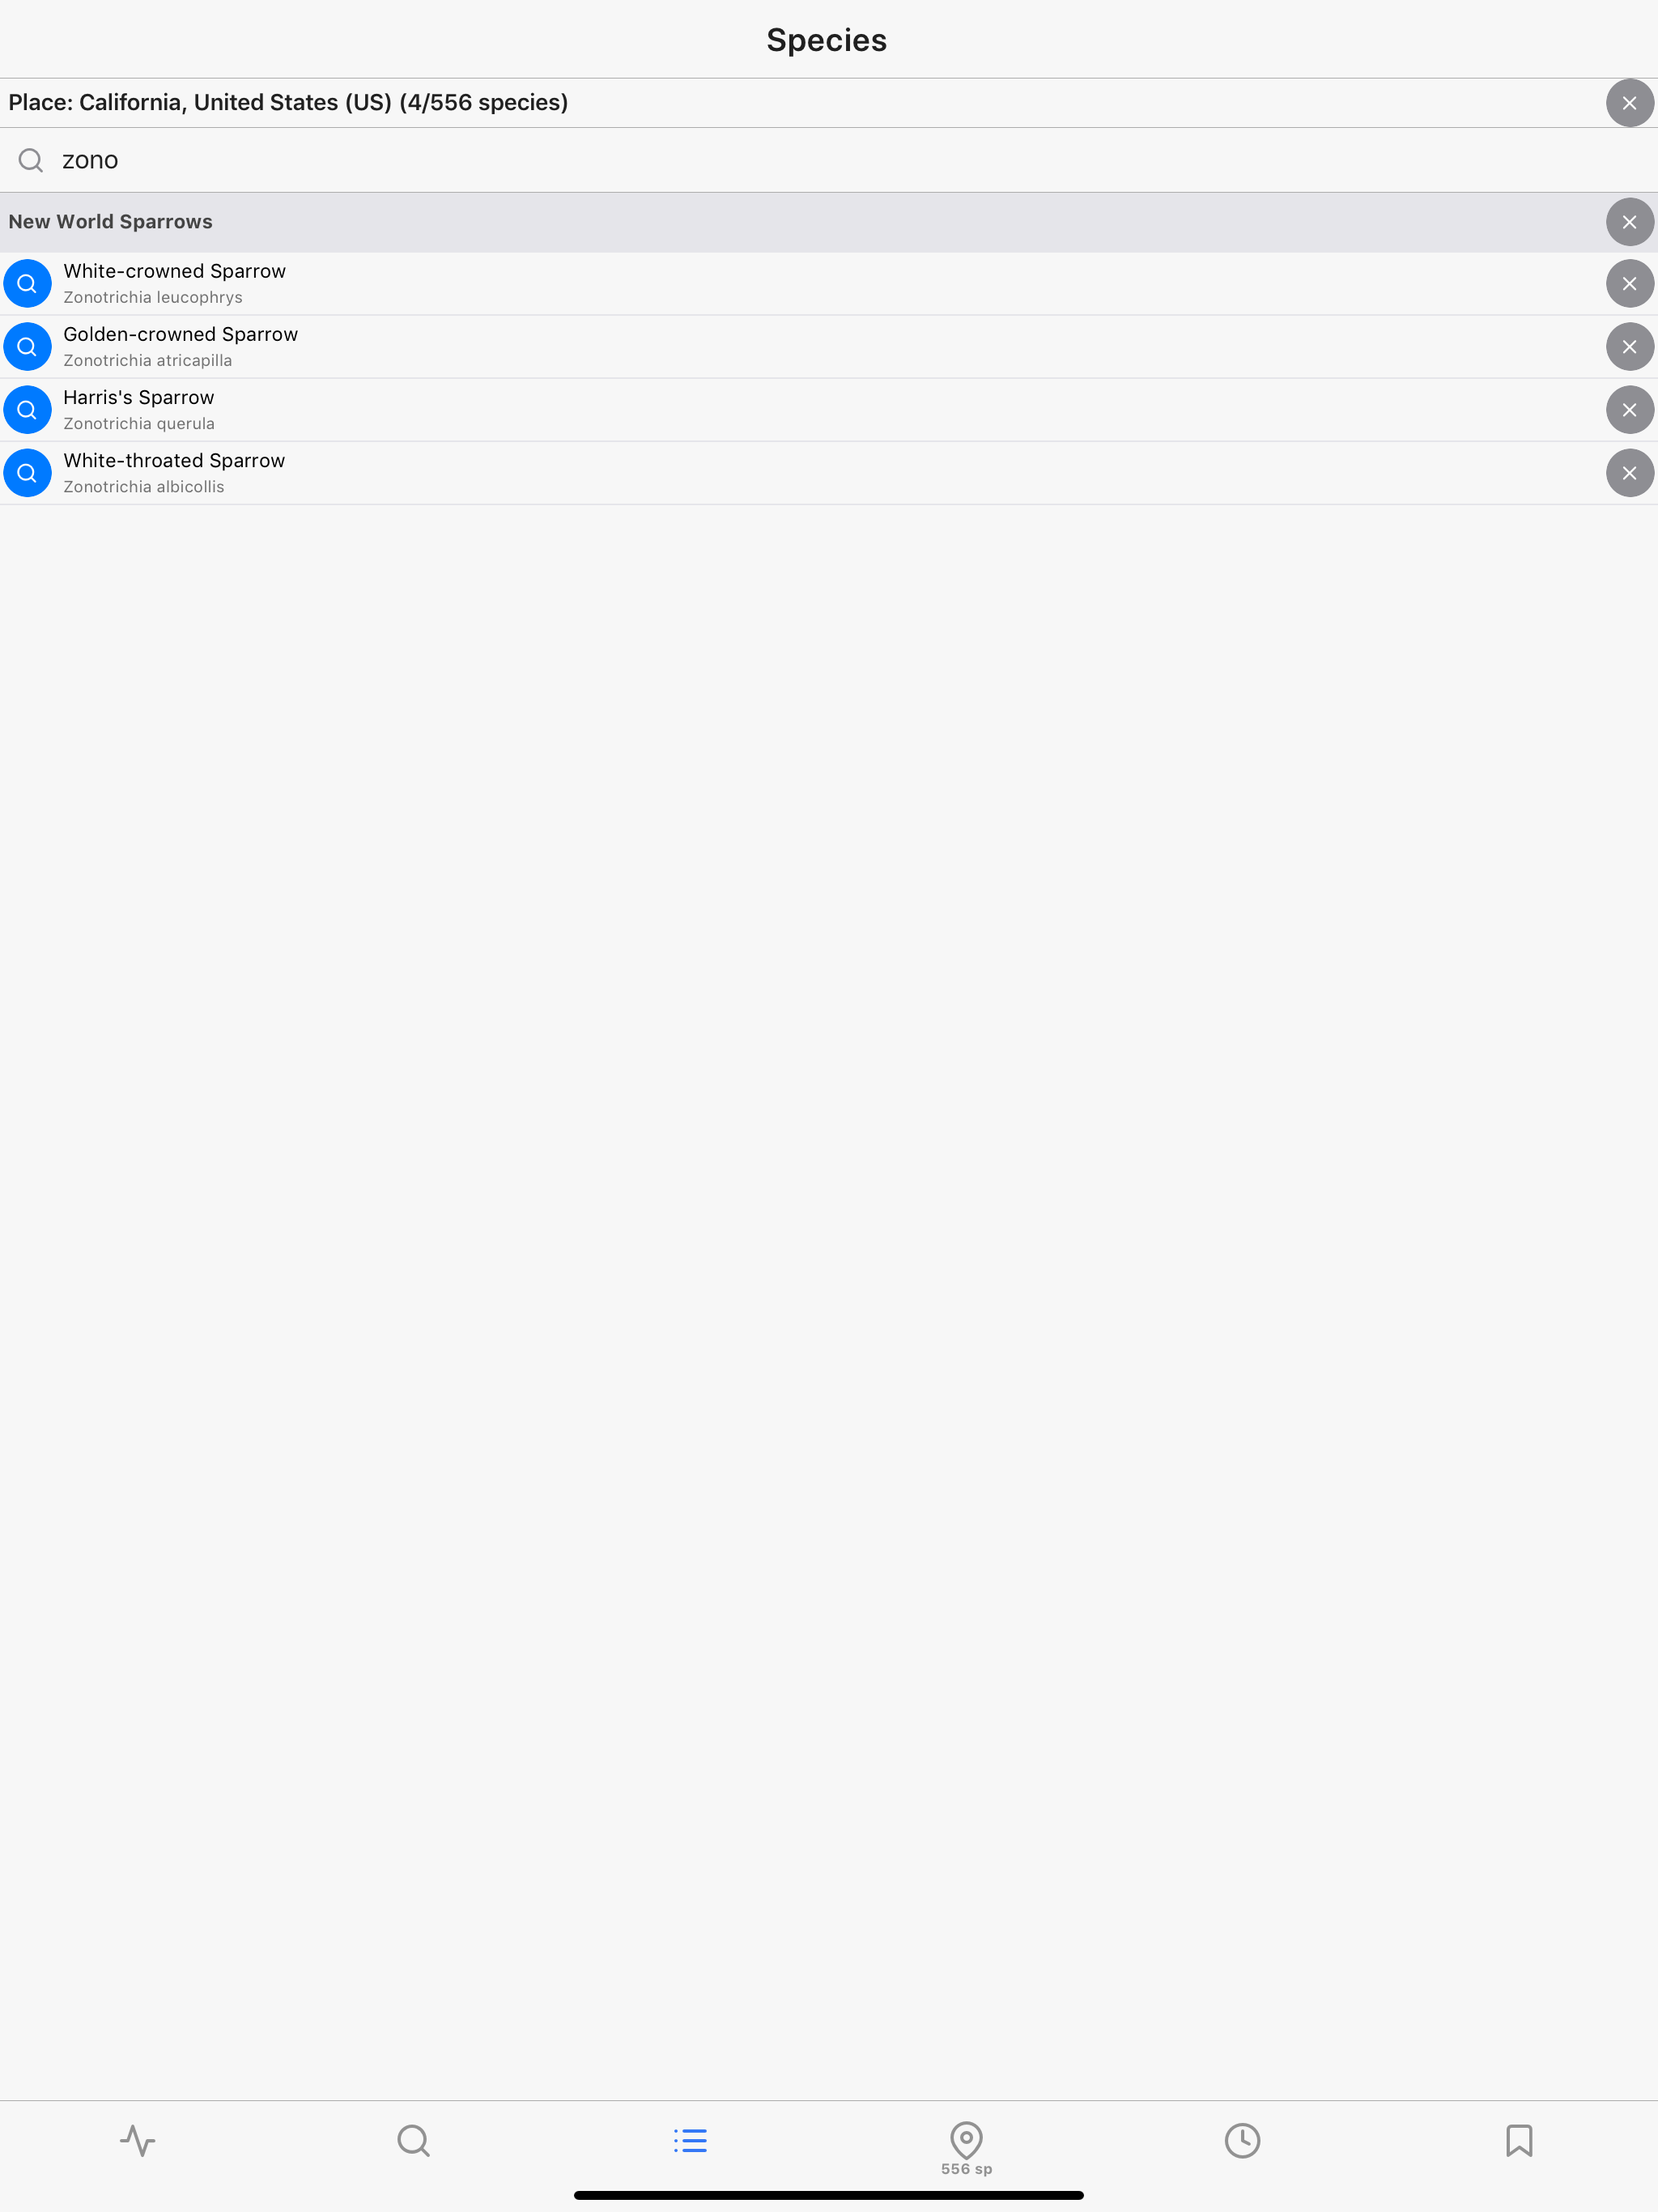 Species
Place: California, United States (US) (4/556 species)
zono
New World Sparrows
White-crowned Sparrow
Zonotrichia leucophrys
Golden-crowned Sparrow
Zonotrichia atricapilla
Harris's Sparrow
Zonotrichia querula
White-throated Sparrow
Zonotrichia albicollis
556 sp